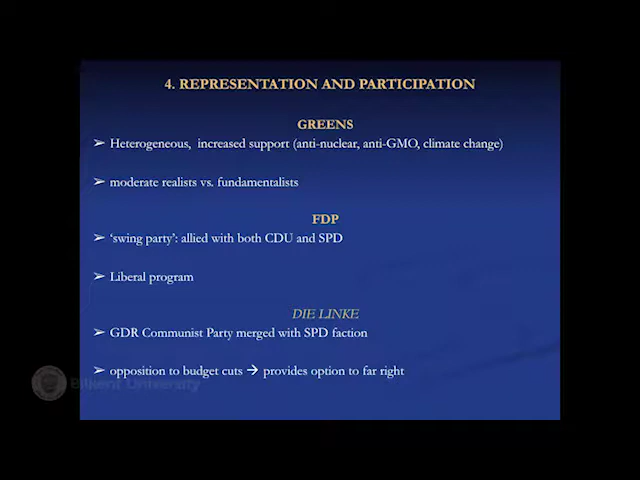 4. REPRESENTATION AND PARTICIPATION
GREENS
➢ Heterogeneous, increased support (anti-nuclear, anti-GMO, climate change)
➢ moderate realists vs. fundamentalists
FDP
➢ ‘swing party’: allied with both CDU and SPD
➢ Liberal program
DIE LINKE
➢ GDR Communist Party merged with SPD faction
➢ opposition to budget cuts → provides option to far right
Bilkent University